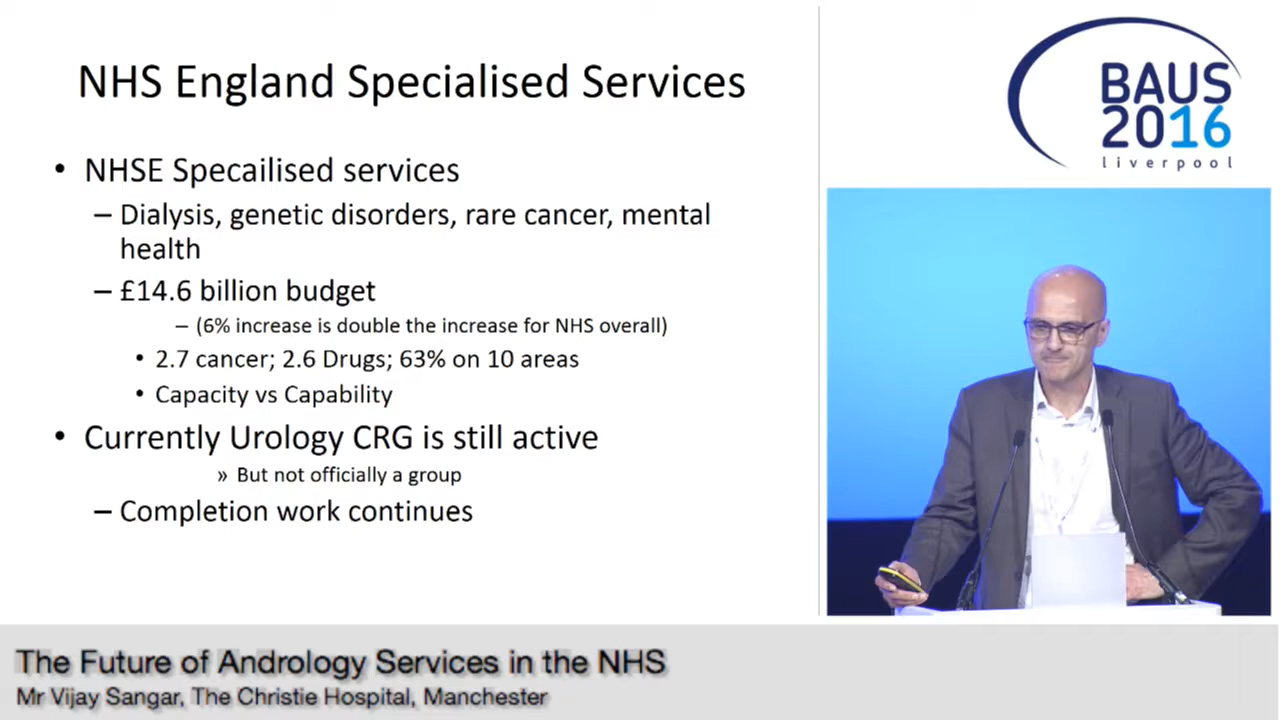 NHS England Specialised Services
• NHSE Specailised services
– Dialysis, genetic disorders, rare cancer, mental
health
– £14.6 billion budget
– (6% increase is double the increase for NHS overall)
• 2.7 cancer; 2.6 Drugs; 63% on 10 areas
• Capacity vs Capability
• Currently Urology CRG is still active
» But not officially a group
– Completion work continues
BAUS
2016
liverpool
The Future of Andrology Services in the NHS
Mr Vijay Sangar, The Christie Hospital, Manchester